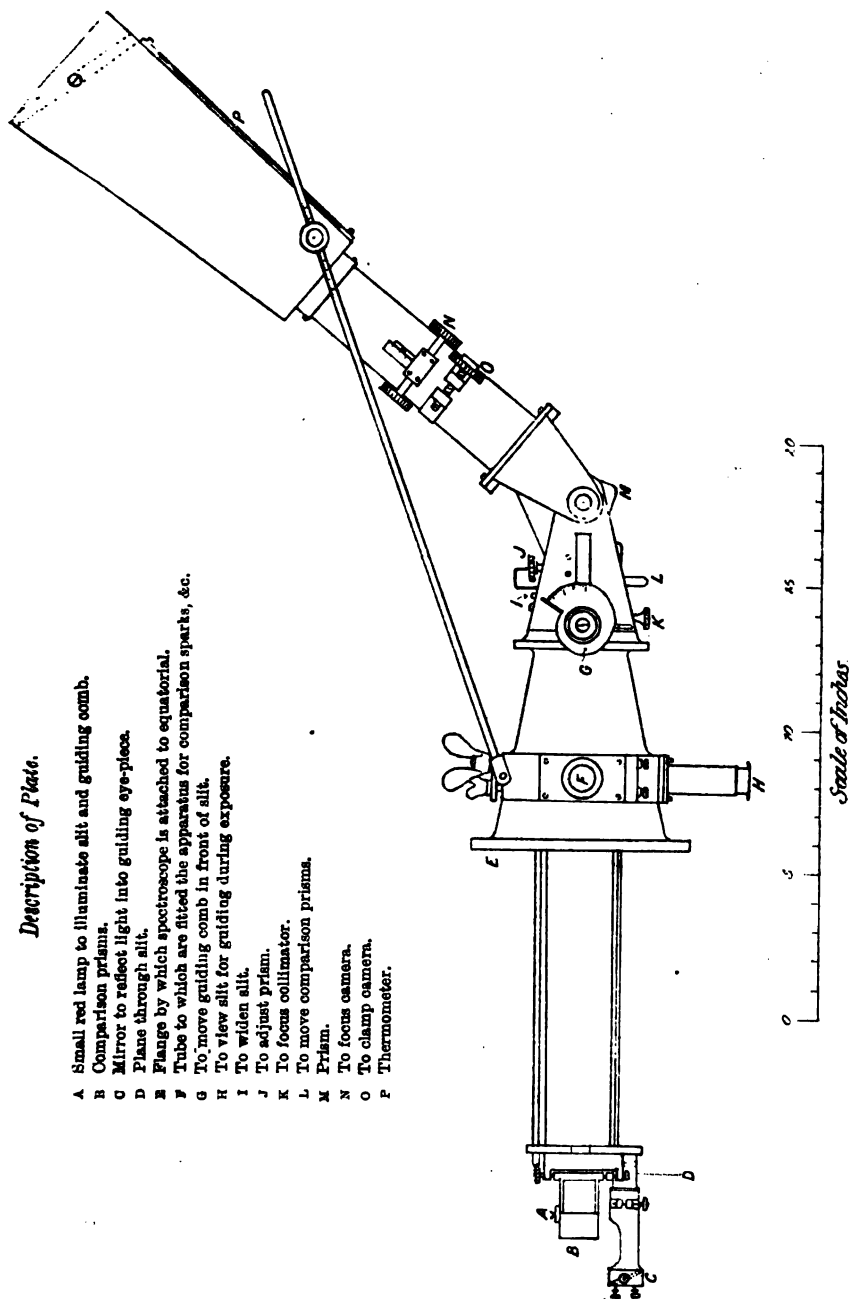 Description of Plate.
A Small red lamp to illuminate slit and guiding comb.
B Comparison prisms.
C Mirror to reflect light into guiding eye-piece.
D Plane through slit.
E Flange by which spectroscope is attached to equatorial.
F Tube to which are fitted the apparatus for comparison sparks, &c.
G To move guiding comb in front of slit.
H To view slit for guiding during exposure.
I To widen slit.
J To adjust prism.
K To focus collimator.
L To move comparison prisms.
M Prism.
N To focus camera.
O To clamp camera.
P Thermometer.
P
N
O
M
J
I
L
K
G
F
H
E
D
A
B
C
0 5 10 15 20
Scale of Inches